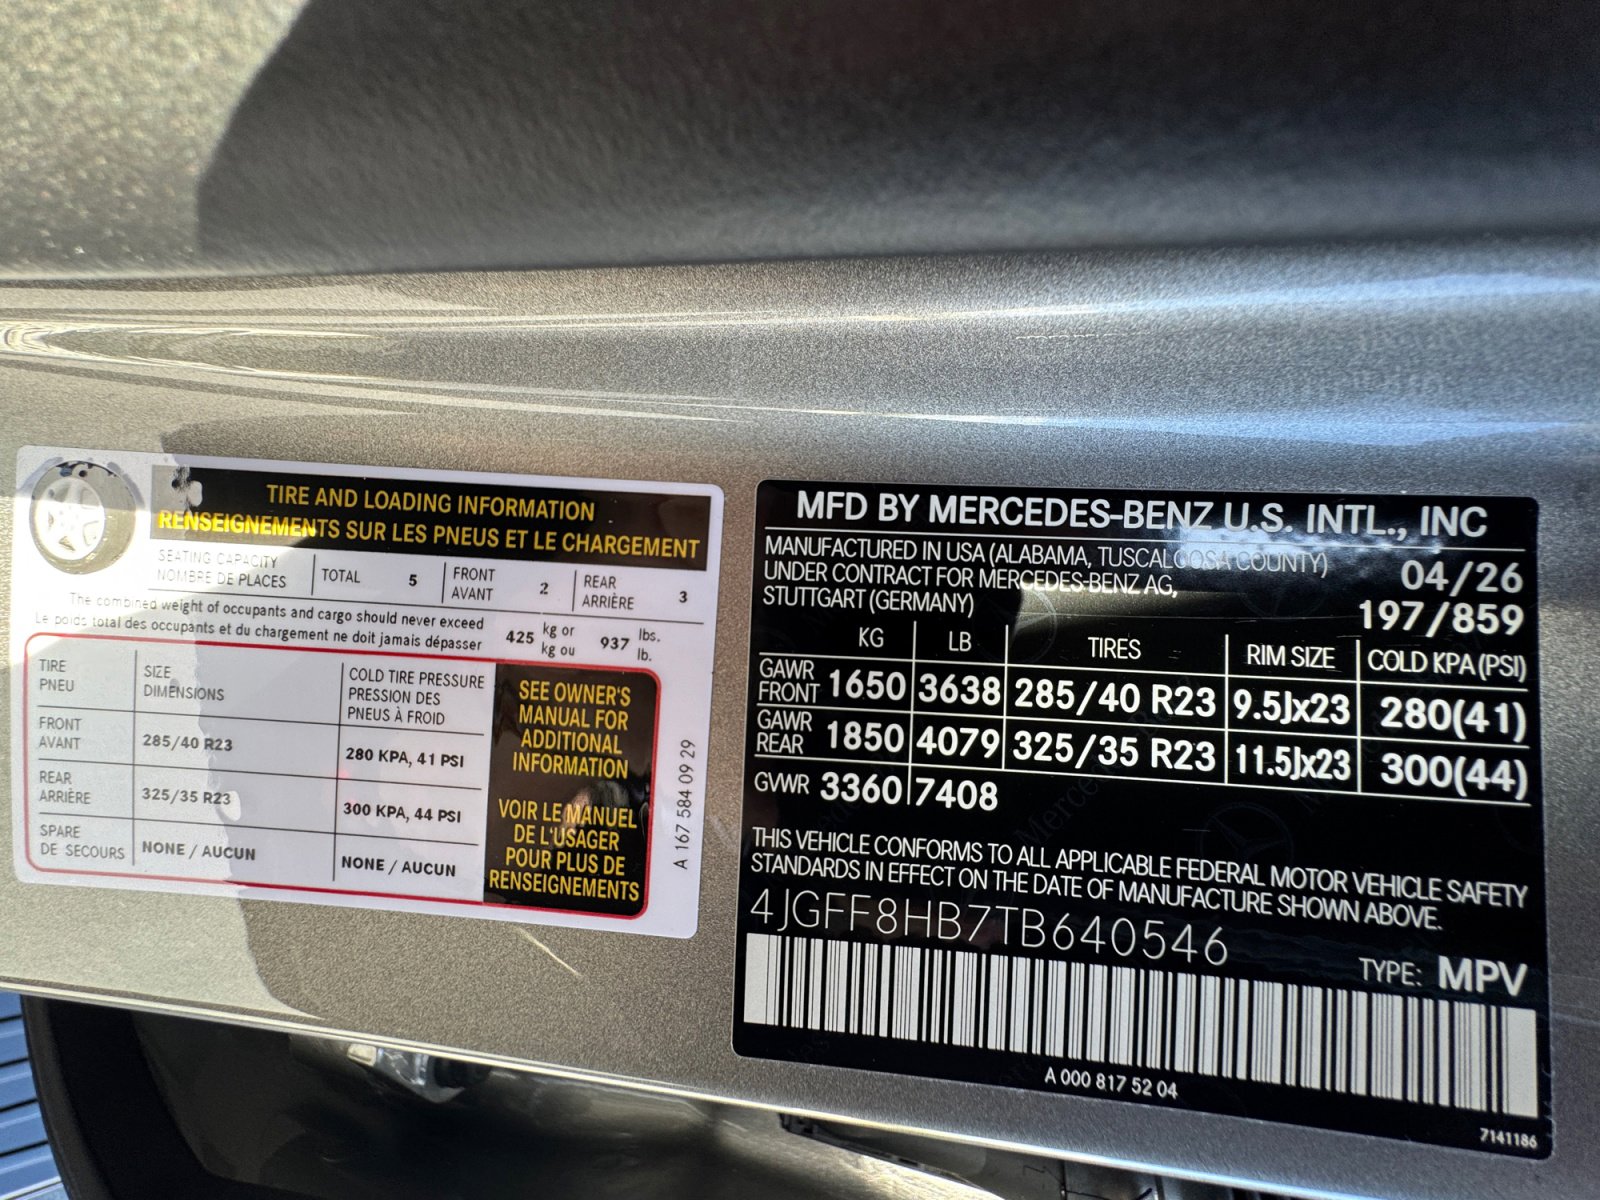 TIRE AND LOADING INFORMATION
RENSEIGNEMENTS SUR LES PNEUS ET LE CHARGEMENT
SEATING CAPACITY
NOMBRE DE PLACES
TOTAL 5
FRONT
AVANT 2
REAR
ARRIÈRE 3
The combined weight of occupants and cargo should never exceed
Le poids total des occupants et du chargement ne doit jamais dépasser
425 kg or
kg ou
937 lbs.
lb.
TIRE
PNEU
SIZE
DIMENSIONS
COLD TIRE PRESSURE
PRESSION DES
PNEUS À FROID
FRONT
AVANT
285/40 R23
280 KPA, 41 PSI
REAR
ARRIÈRE
325/35 R23
300 KPA, 44 PSI
SPARE
DE SECOURS
NONE / AUCUN
NONE / AUCUN
SEE OWNER'S
MANUAL FOR
ADDITIONAL
INFORMATION
VOIR LE MANUEL
DE L'USAGER
POUR PLUS DE
RENSEIGNEMENTS
A 167 584 09 29
MFD BY MERCEDES-BENZ U.S. INTL., INC
MANUFACTURED IN USA (ALABAMA, TUSCALOOSA COUNTY)
UNDER CONTRACT FOR MERCEDES-BENZ AG,
STUTTGART (GERMANY)
04/26
197/859
KG LB TIRES RIM SIZE COLD KPA (PSI)
GAWR
FRONT 1650 3638 285/40 R23 9.5Jx23 280(41)
GAWR
REAR 1850 4079 325/35 R23 11.5Jx23 300(44)
GVWR 3360 7408
THIS VEHICLE CONFORMS TO ALL APPLICABLE FEDERAL MOTOR VEHICLE SAFETY
STANDARDS IN EFFECT ON THE DATE OF MANUFACTURE SHOWN ABOVE.
4JGFF8HB7TB640546
TYPE: MPV
A 000 817 52 04
7141186